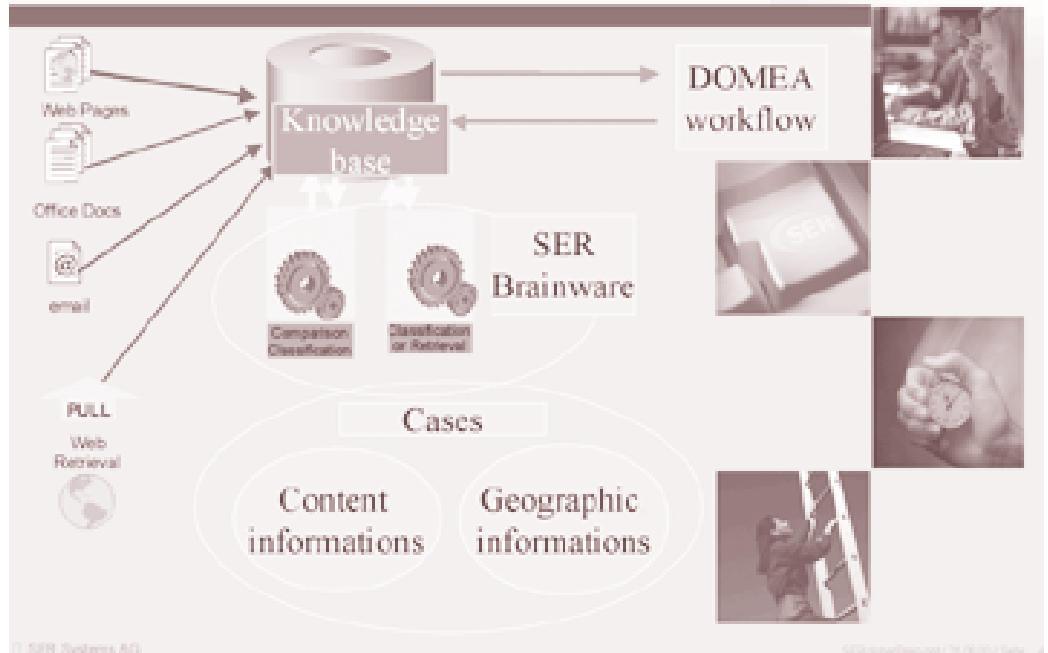 Web Pages
Office Docs
@
email
PULL
Web
Retrieval
Knowledge
base
DOMEA
workflow
SER
Brainware
Comparison
Classification
Classification
or Retrieval
Cases
Content
informations
Geographic
informations
SER
SER Systems AG